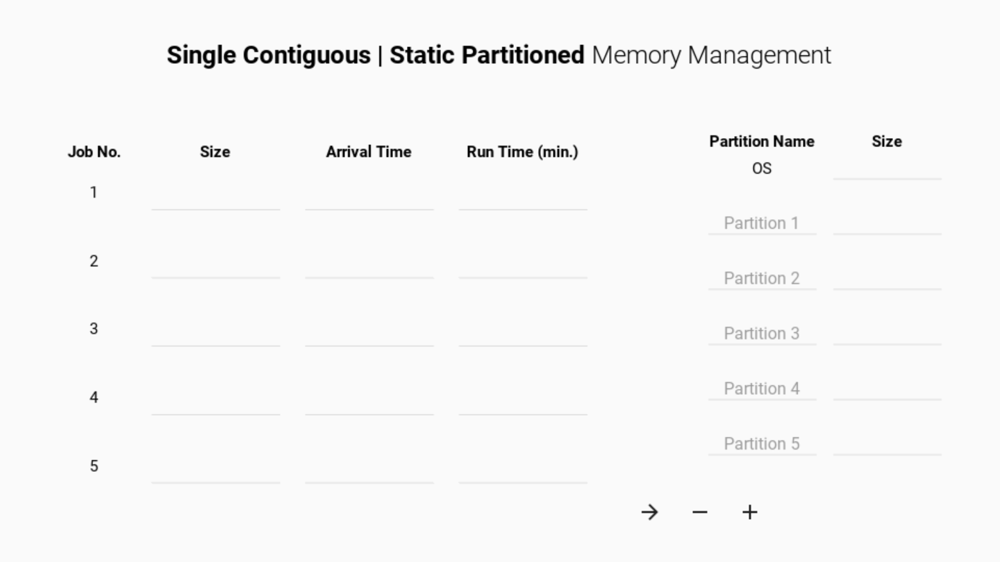 Single Contiguous | Static Partitioned Memory Management
Job No. Size Arrival Time Run Time (min.)
1
2
3
4
5
Partition Name Size
OS
Partition 1
Partition 2
Partition 3
Partition 4
Partition 5